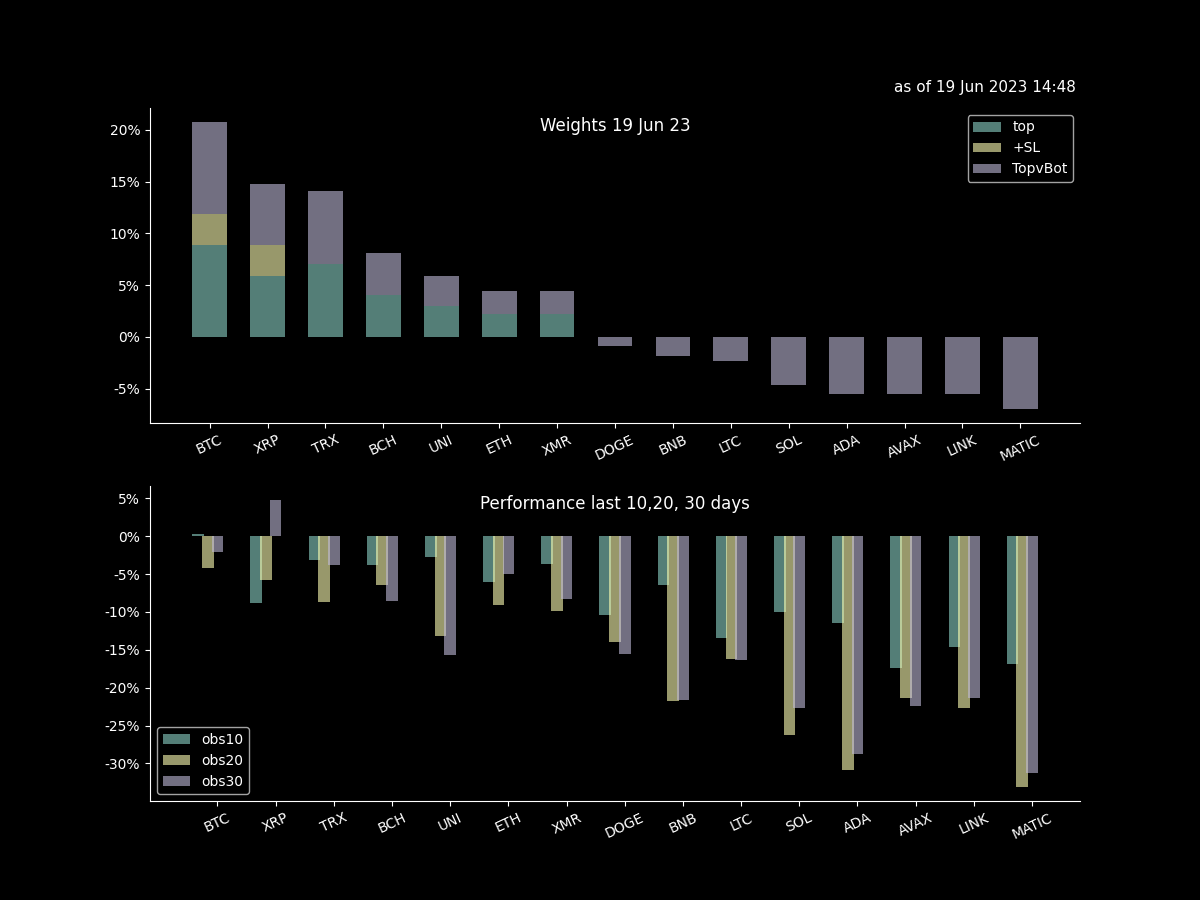 as of 19 Jun 2023 14:48
Weights 19 Jun 23
top
+SL
TopvBot
20%
15%
10%
5%
0%
-5%
BTC XRP TRX BCH UNI ETH XMR DOGE BNB LTC SOL ADA AVAX LINK MATIC
Performance last 10,20, 30 days
5%
0%
-5%
-10%
-15%
-20%
-25%
-30%
obs10
obs20
obs30
BTC XRP TRX BCH UNI ETH XMR DOGE BNB LTC SOL ADA AVAX LINK MATIC